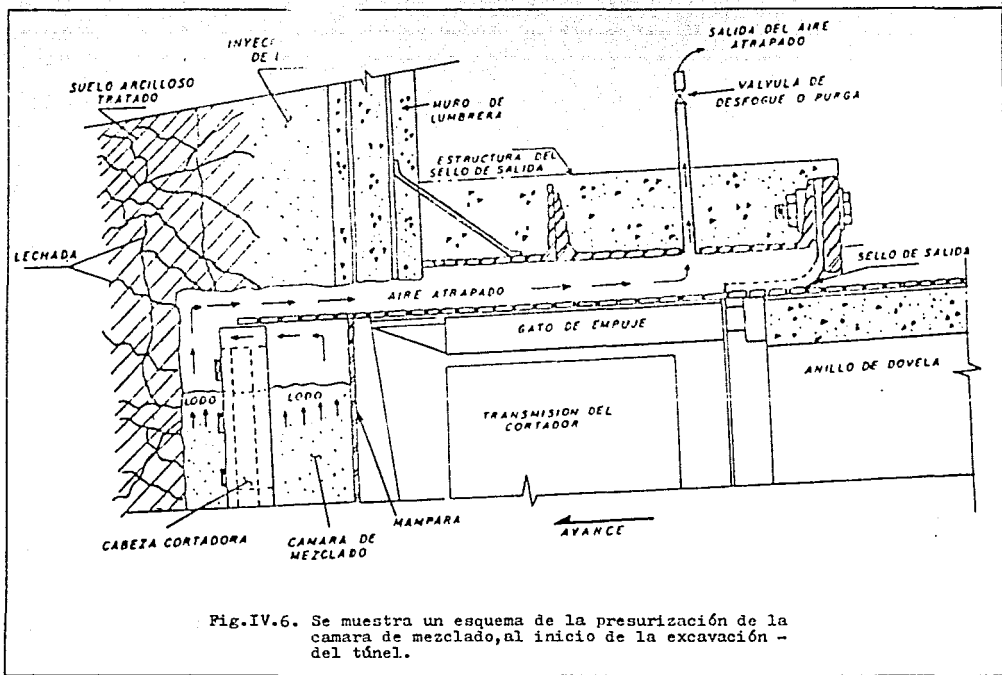 SALIDA DEL AIRE
ATRAPADO
INYEC
DE
SUELO ARCILLOSO
TRATADO
MURO DE
LUMBRERA
VALVULA DE
DESFOGUE O PURGA
ESTRUCTURA DEL
SELLO DE SALIDA
LECHADA
SELLO DE SALIDA
AIRE ATRAPADO
GATO DE EMPUJE
ANILLO DE DOVELA
LODO
LODO
TRANSMISION DEL
CORTADOR
MAMPARA
CABEZA CORTADORA
CAMARA DE
MEZCLADO
AVANCE
Fig.IV.6. Se muestra un esquema de la presurización de la
camara de mezclado,al inicio de la excavación -
del túnel.